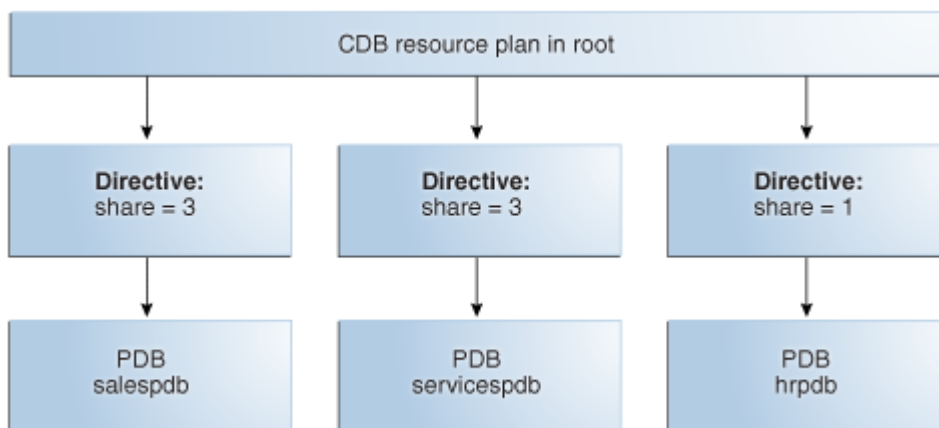 CDB resource plan in root
Directive:
share = 3
Directive:
share = 3
Directive:
share = 1
PDB
salespdb
PDB
servicespdb
PDB
hrpdb